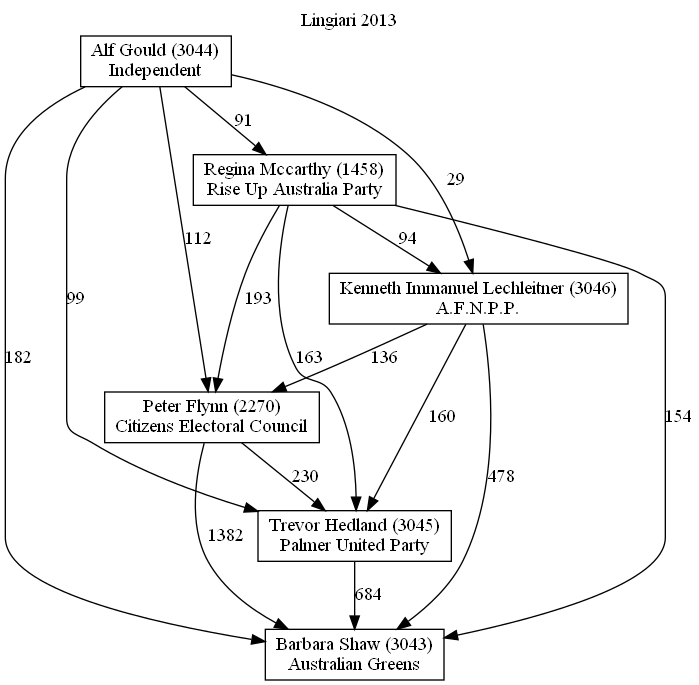 Lingiari 2013
Alf Gould (3044)
Independent
91
29
Regina Mccarthy (1458)
Rise Up Australia Party
112
94
Kenneth Immanuel Lechleitner (3046)
A.F.N.P.P.
99
193
182
163
136
Peter Flynn (2270)
Citizens Electoral Council
160
154
230
478
Trevor Hedland (3045)
Palmer United Party
1382
684
Barbara Shaw (3043)
Australian Greens